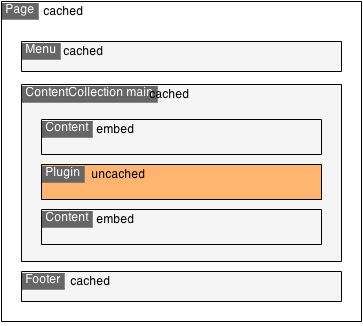 Page cached
Menu cached
ContentCollection main cached
Content embed
Plugin uncached
Content embed
Footer cached